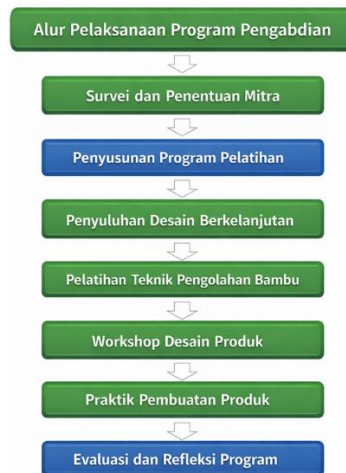 Alur Pelaksanaan Program Pengabdian
Survei dan Penentuan Mitra
Penyusunan Program Pelatihan
Penyuluhan Desain Berkelanjutan
Pelatihan Teknik Pengolahan Bambu
Workshop Desain Produk
Praktik Pembuatan Produk
Evaluasi dan Refleksi Program